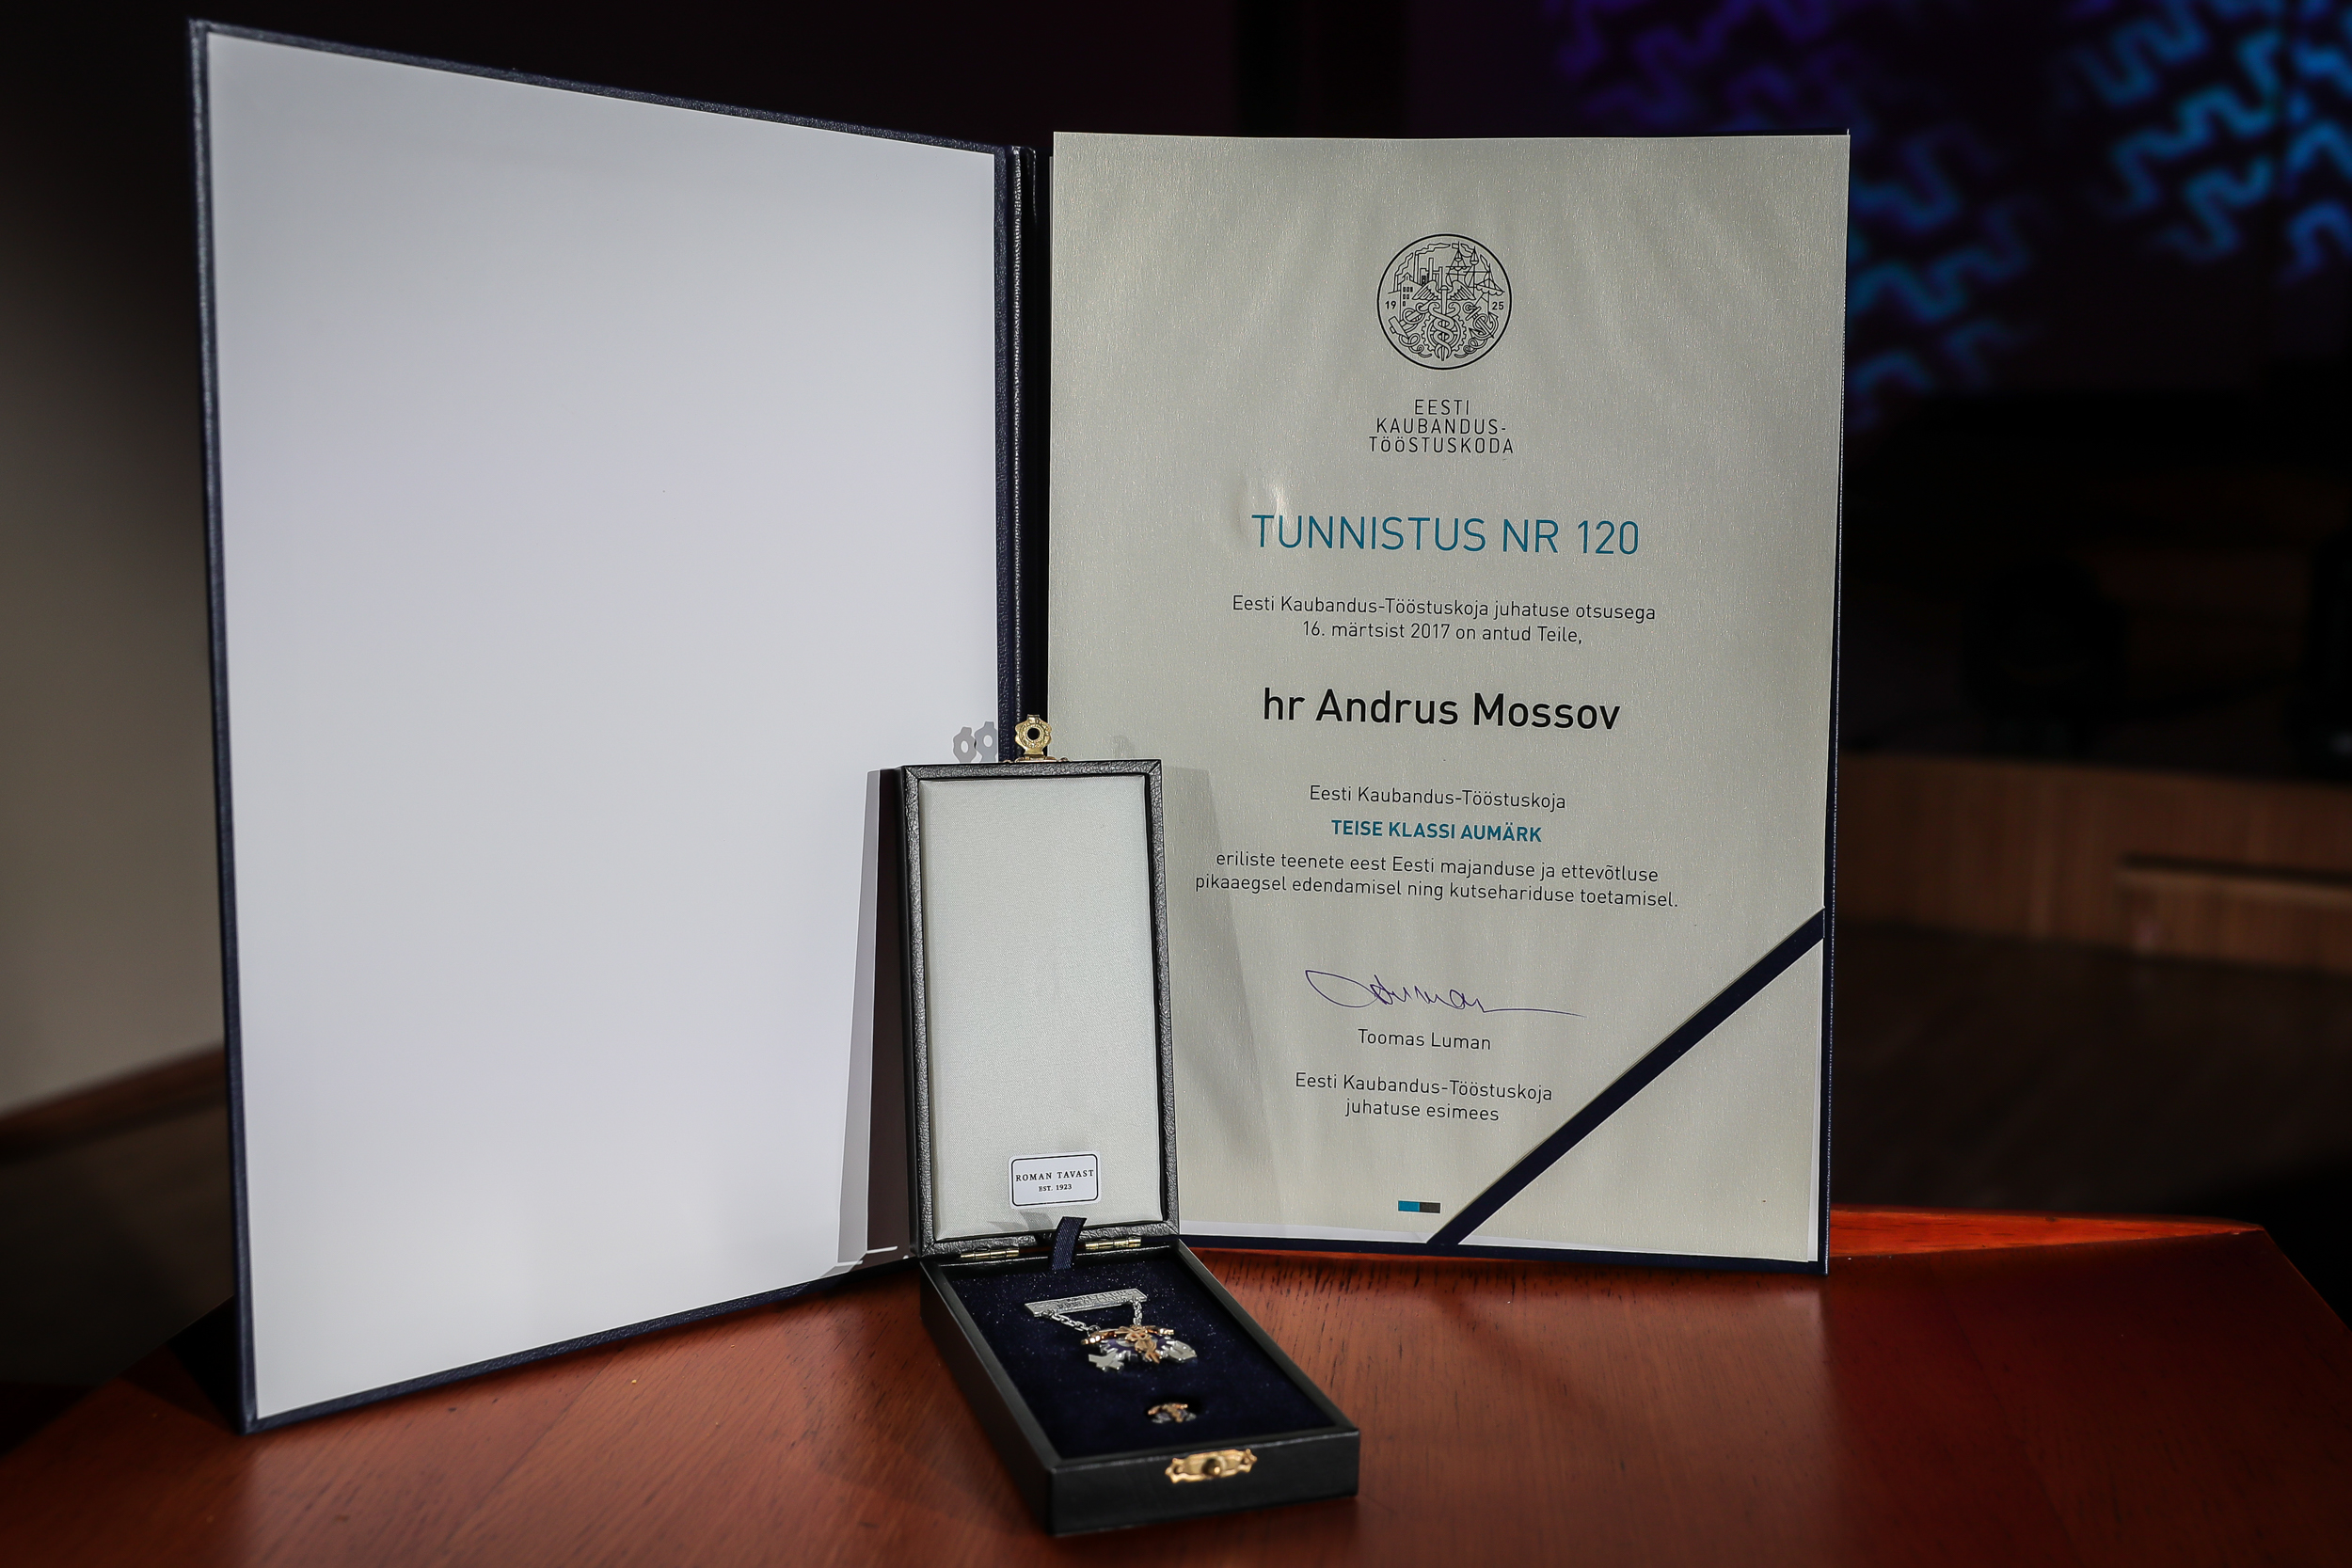 19 25
EESTI
KAUBANDUS-
TÖÖSTUSKODA
TUNNISTUS NR 120
Eesti Kaubandus-Tööstuskoja juhatuse otsusega
16. märtsist 2017 on antud Teile,
hr Andrus Mossov
Eesti Kaubandus-Tööstuskoja
TEISE KLASSI AUMÄRK
eriliste teenete eest Eesti majanduse ja ettevõtluse
pikaaegsel edendamisel ning kutsehariduse toetamisel.
Toomas Luman
Eesti Kaubandus-Tööstuskoja
juhatuse esimees
ROMAN TAVAST
EST. 1923